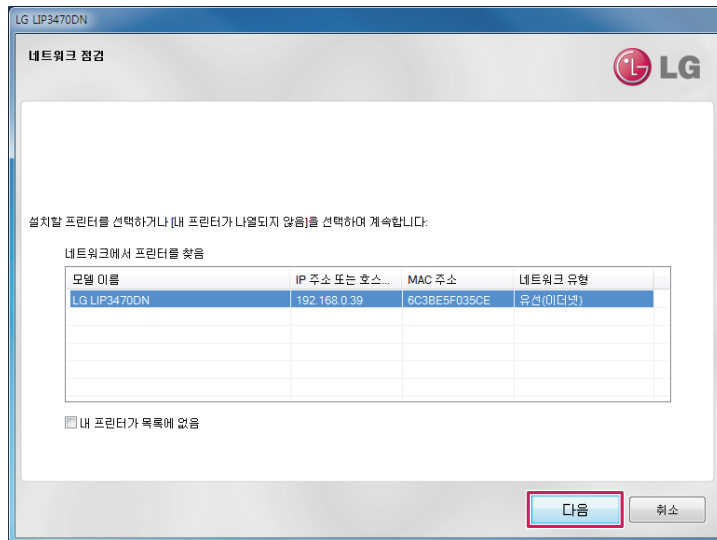 LG LIP3470DN
네트워크 점검
LG
설치할 프린터를 선택하거나 [내 프린터가 나열되지 않음]을 선택하여 계속합니다:
네트워크에서 프린터를 찾음
모델 이름 IP 주소 또는 호스... MAC 주소 네트워크 유형
LG LIP3470DN 192.168.0.39 6C3BE5F035CE 유선(이더넷)
내 프린터가 목록에 없음
다음 취소